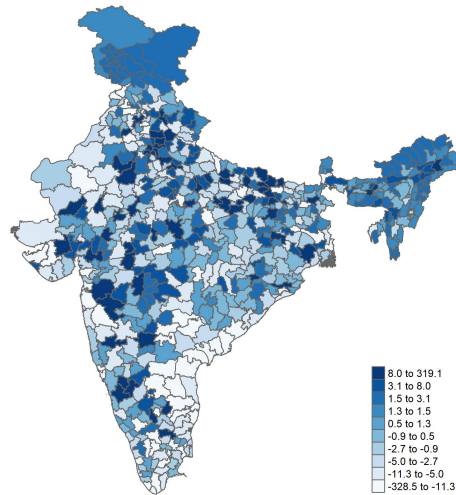 8.0 to 319.1
3.1 to 8.0
1.5 to 3.1
1.3 to 1.5
0.5 to 1.3
-0.9 to 0.5
-2.7 to -0.9
-5.0 to -2.7
-11.3 to -5.0
-328.5 to -11.3